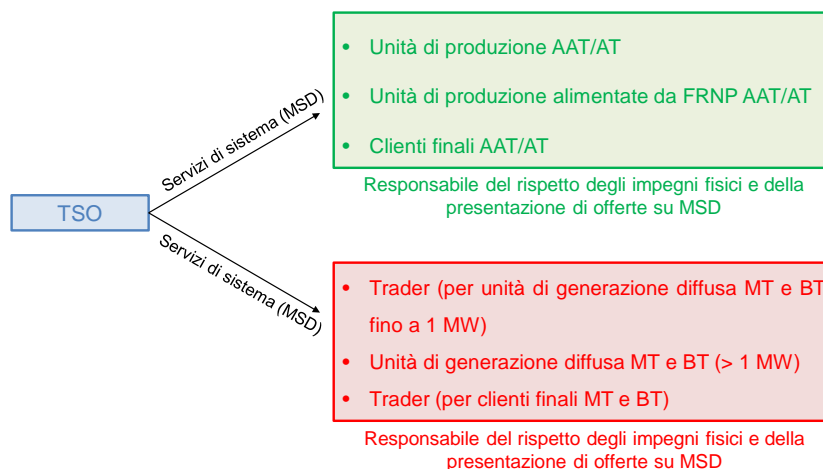 • Unità di produzione AAT/AT
• Unità di produzione alimentate da FRNP AAT/AT
• Clienti finali AAT/AT
Responsabile del rispetto degli impegni fisici e della
presentazione di offerte su MSD
Servizi di sistema (MSD)
TSO
Servizi di sistema (MSD)
• Trader (per unità di generazione diffusa MT e BT
fino a 1 MW)
• Unità di generazione diffusa MT e BT (> 1 MW)
• Trader (per clienti finali MT e BT)
Responsabile del rispetto degli impegni fisici e della
presentazione di offerte su MSD